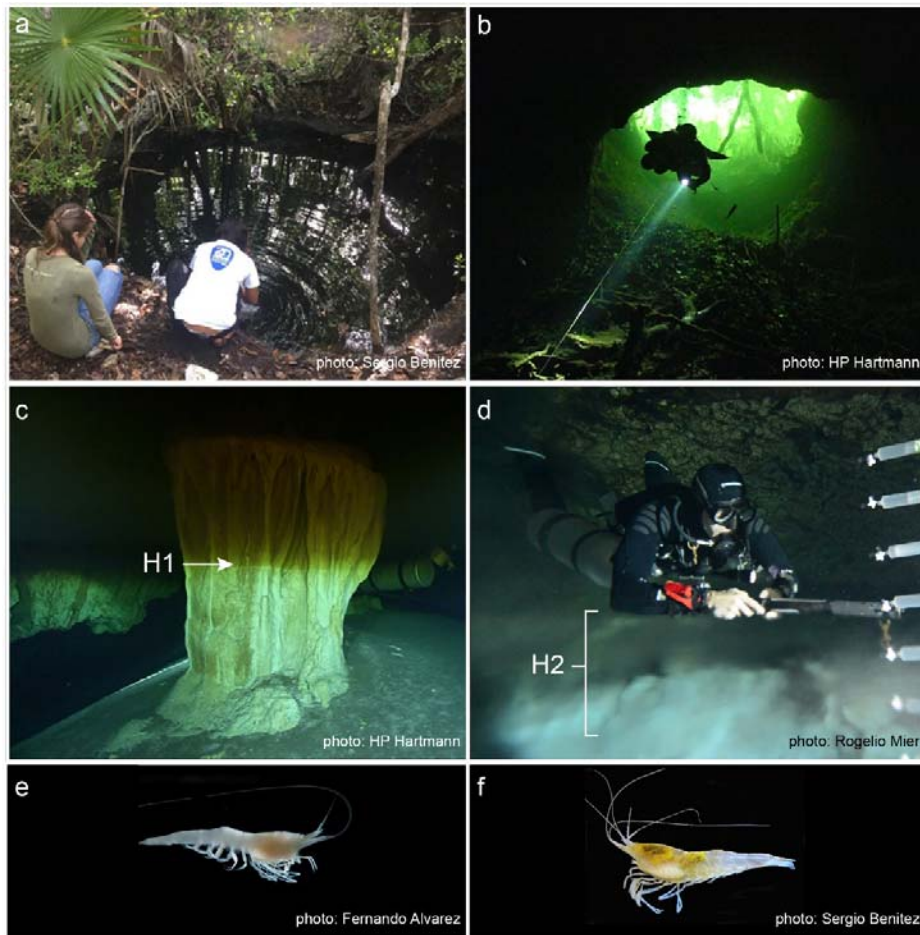 a
photo: Sergio Benitez
b
photo: HP Hartmann
c
H1
photo: HP Hartmann
d
H2
photo: Rogelio Mier
e
photo: Fernando Alvarez
f
photo: Sergio Benitez